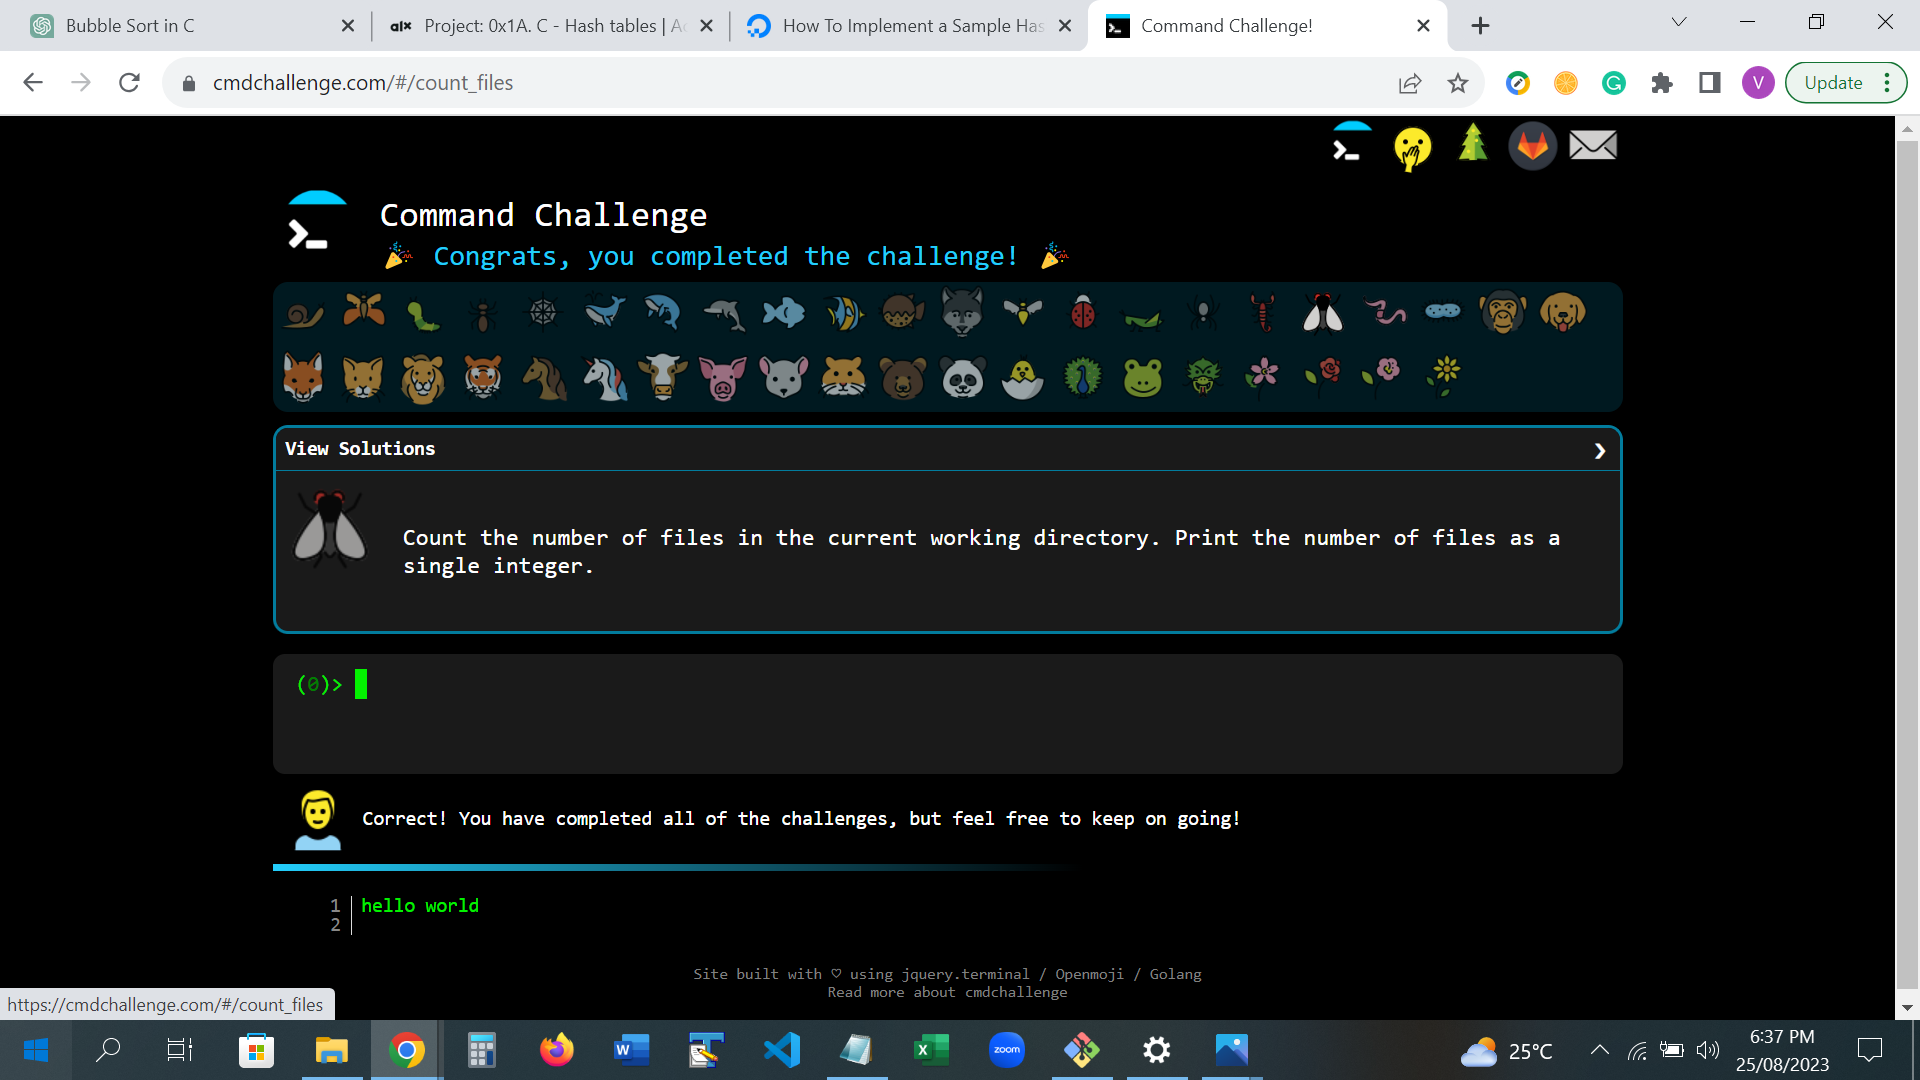 Bubble Sort in C
alx Project: 0x1A. C - Hash tables | Ac
How To Implement a Sample Has
Command Challenge!
cmdchallenge.com/#/count_files
V
Update
Command Challenge
Congrats, you completed the challenge!
View Solutions
Count the number of files in the current working directory. Print the number of files as a
single integer.
(0)>
Correct! You have completed all of the challenges, but feel free to keep on going!
1 hello world
2
Site built with ♡ using jquery.terminal / Openmoji / Golang
Read more about cmdchallenge
https://cmdchallenge.com/#/count_files
W
X
zoom
25°C
6:37 PM
25/08/2023